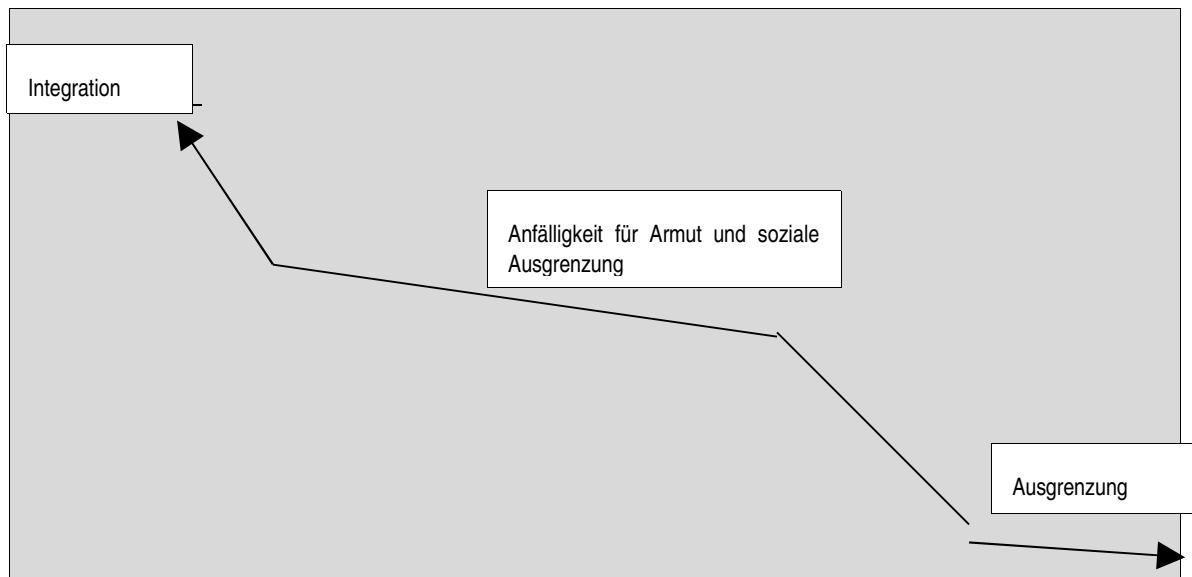 Integration
Anfälligkeit für Armut und soziale
Ausgrenzung
Ausgrenzung